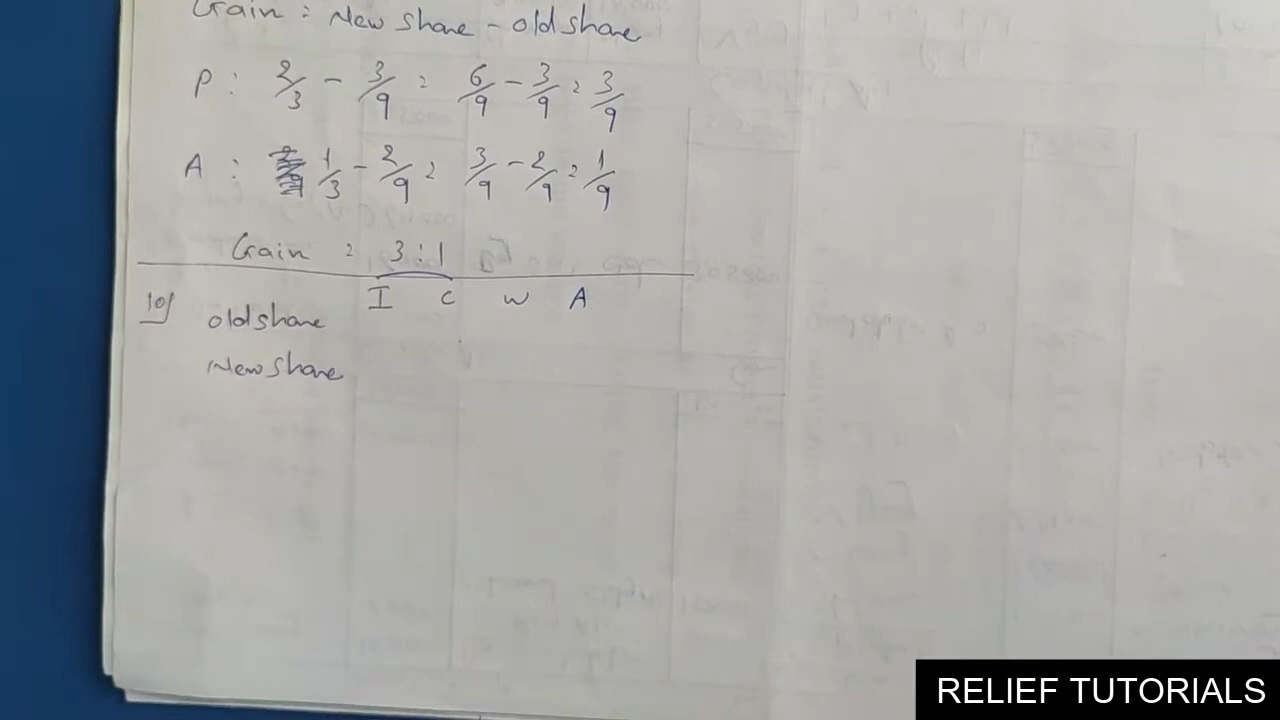 Gain = New Share - old share
P : 2/3 - 3/9 = 6/9 - 3/9 = 3/9
A : 1/3 - 2/9 = 3/9 - 2/9 = 1/9
Gain = 3:1
10) I C W A
old share
New share
RELIEF TUTORIALS